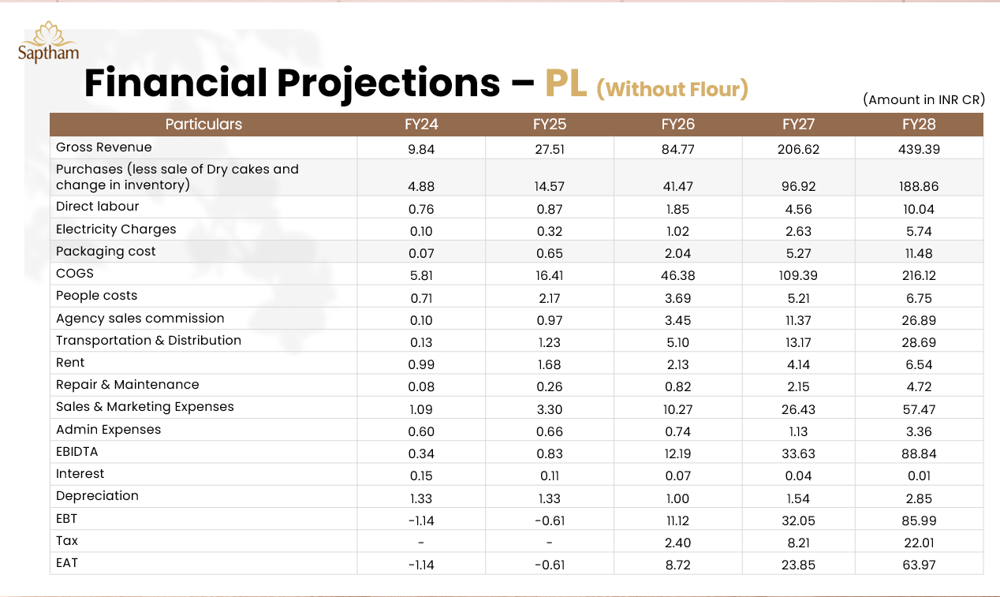 Saptham
Financial Projections – PL (Without Flour)
(Amount in INR CR)
Particulars FY24 FY25 FY26 FY27 FY28
Gross Revenue 9.84 27.51 84.77 206.62 439.39
Purchases (less sale of Dry cakes and
change in inventory) 4.88 14.57 41.47 96.92 188.86
Direct labour 0.76 0.87 1.85 4.56 10.04
Electricity Charges 0.10 0.32 1.02 2.63 5.74
Packaging cost 0.07 0.65 2.04 5.27 11.48
COGS 5.81 16.41 46.38 109.39 216.12
People costs 0.71 2.17 3.69 5.21 6.75
Agency sales commission 0.10 0.97 3.45 11.37 26.89
Transportation & Distribution 0.13 1.23 5.10 13.17 28.69
Rent 0.99 1.68 2.13 4.14 6.54
Repair & Maintenance 0.08 0.26 0.82 2.15 4.72
Sales & Marketing Expenses 1.09 3.30 10.27 26.43 57.47
Admin Expenses 0.60 0.66 0.74 1.13 3.36
EBIDTA 0.34 0.83 12.19 33.63 88.84
Interest 0.15 0.11 0.07 0.04 0.01
Depreciation 1.33 1.33 1.00 1.54 2.85
EBT -1.14 -0.61 11.12 32.05 85.99
Tax - - 2.40 8.21 22.01
EAT -1.14 -0.61 8.72 23.85 63.97